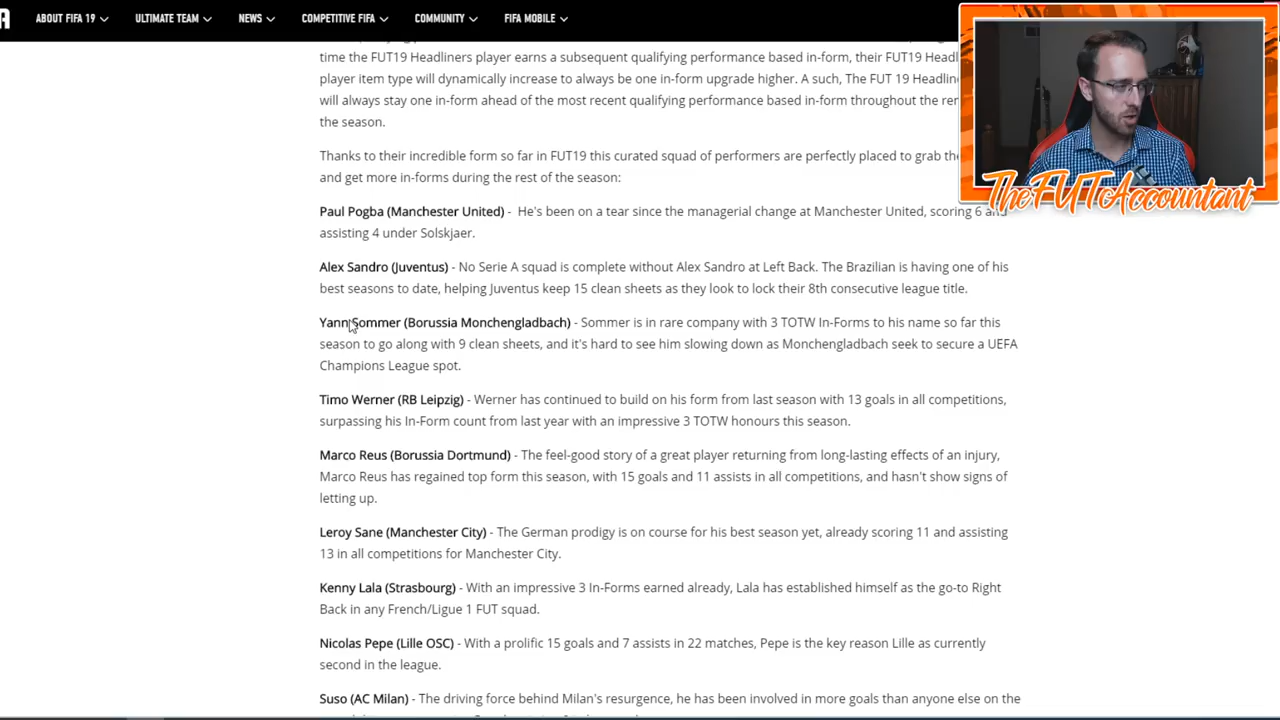 ABOUT FIFA 19 ULTIMATE TEAM NEWS COMPETITIVE FIFA COMMUNITY FIFA MOBILE
time the FUT19 Headliners player earns a subsequent qualifying performance based in-form, their FUT19
player item type will dynamically increase to always be one in-form upgrade higher. A such, The FUT 19
will always stay one in-form ahead of the most recent qualifying performance based in-form throughout the
the season.
Thanks to their incredible form so far in FUT19 this curated squad of performers are perfectly placed to grab
and get more in-forms during the rest of the season:
Paul Pogba (Manchester United) - He's been on a tear since the managerial change at Manchester United, scoring 6 and
assisting 4 under Solskjaer.
Alex Sandro (Juventus) - No Serie A squad is complete without Alex Sandro at Left Back. The Brazilian is having one of his
best seasons to date, helping Juventus keep 15 clean sheets as they look to lock their 8th consecutive league title.
Yann Sommer (Borussia Monchengladbach) - Sommer is in rare company with 3 TOTW In-Forms to his name so far this
season to go along with 9 clean sheets, and it's hard to see him slowing down as Monchengladbach seek to secure a UEFA
Champions League spot.
Timo Werner (RB Leipzig) - Werner has continued to build on his form from last season with 13 goals in all competitions,
surpassing his In-Form count from last year with an impressive 3 TOTW honours this season.
Marco Reus (Borussia Dortmund) - The feel-good story of a great player returning from long-lasting effects of an injury,
Marco Reus has regained top form this season, with 15 goals and 11 assists in all competitions, and hasn't show signs of
letting up.
Leroy Sane (Manchester City) - The German prodigy is on course for his best season yet, already scoring 11 and assisting
13 in all competitions for Manchester City.
Kenny Lala (Strasbourg) - With an impressive 3 In-Forms earned already, Lala has established himself as the go-to Right
Back in any French/Ligue 1 FUT squad.
Nicolas Pepe (Lille OSC) - With a prolific 15 goals and 7 assists in 22 matches, Pepe is the key reason Lille as currently
second in the league.
Suso (AC Milan) - The driving force behind Milan's resurgence, he has been involved in more goals than anyone else on the
TheFUTAccountant